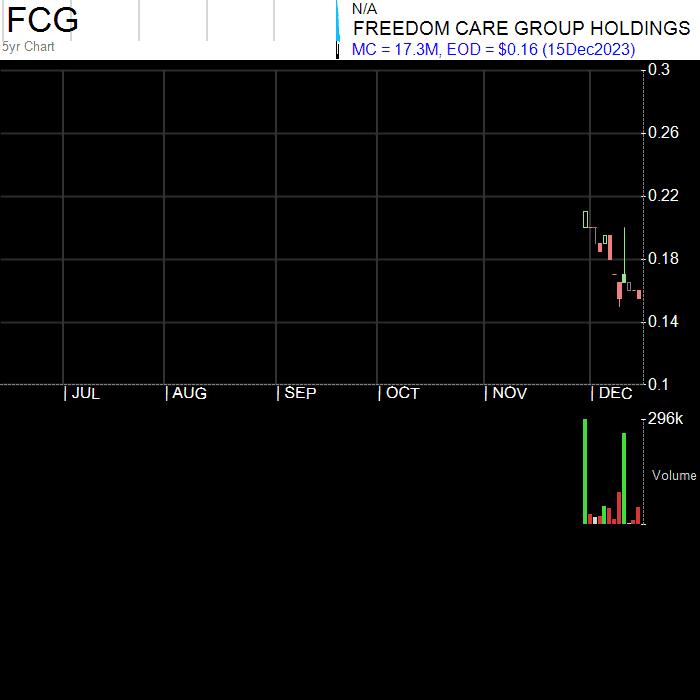 FCG
5yr Chart
N/A
FREEDOM CARE GROUP HOLDINGS
MC = 17.3M, EOD = $0.16 (15Dec2023)
0.3
0.26
0.22
0.18
0.14
0.1
| JUL | AUG | SEP | OCT | NOV | DEC
296k
Volume